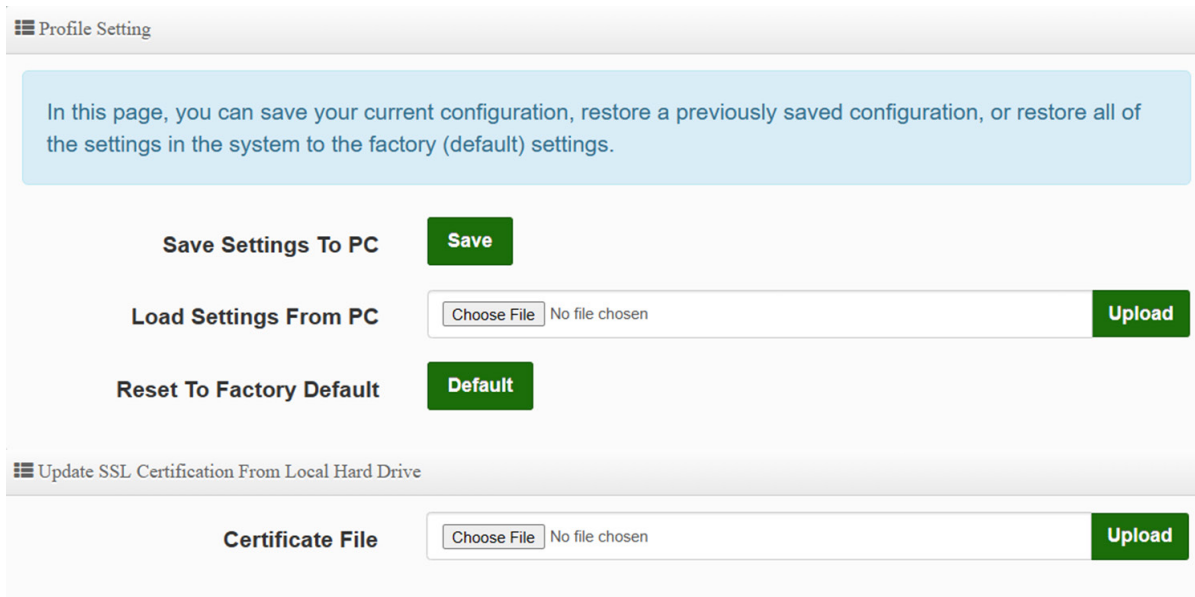 Profile Setting
In this page, you can save your current configuration, restore a previously saved configuration, or restore all of
the settings in the system to the factory (default) settings.
Save Settings To PC Save
Load Settings From PC Choose File No file chosen Upload
Reset To Factory Default Default
Update SSL Certification From Local Hard Drive
Certificate File Choose File No file chosen Upload